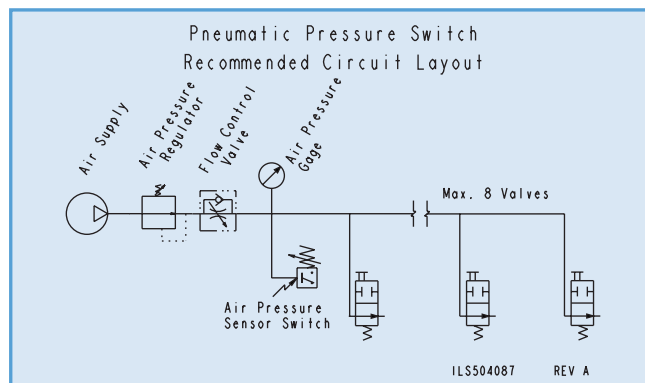 Pneumatic Pressure Switch
Recommended Circuit Layout
Air Supply
Air Pressure
Regulator
Flow Control
Valve
Air Pressure
Gage
Max. 8 Valves
Air Pressure
Sensor Switch
ILS504087 REV A